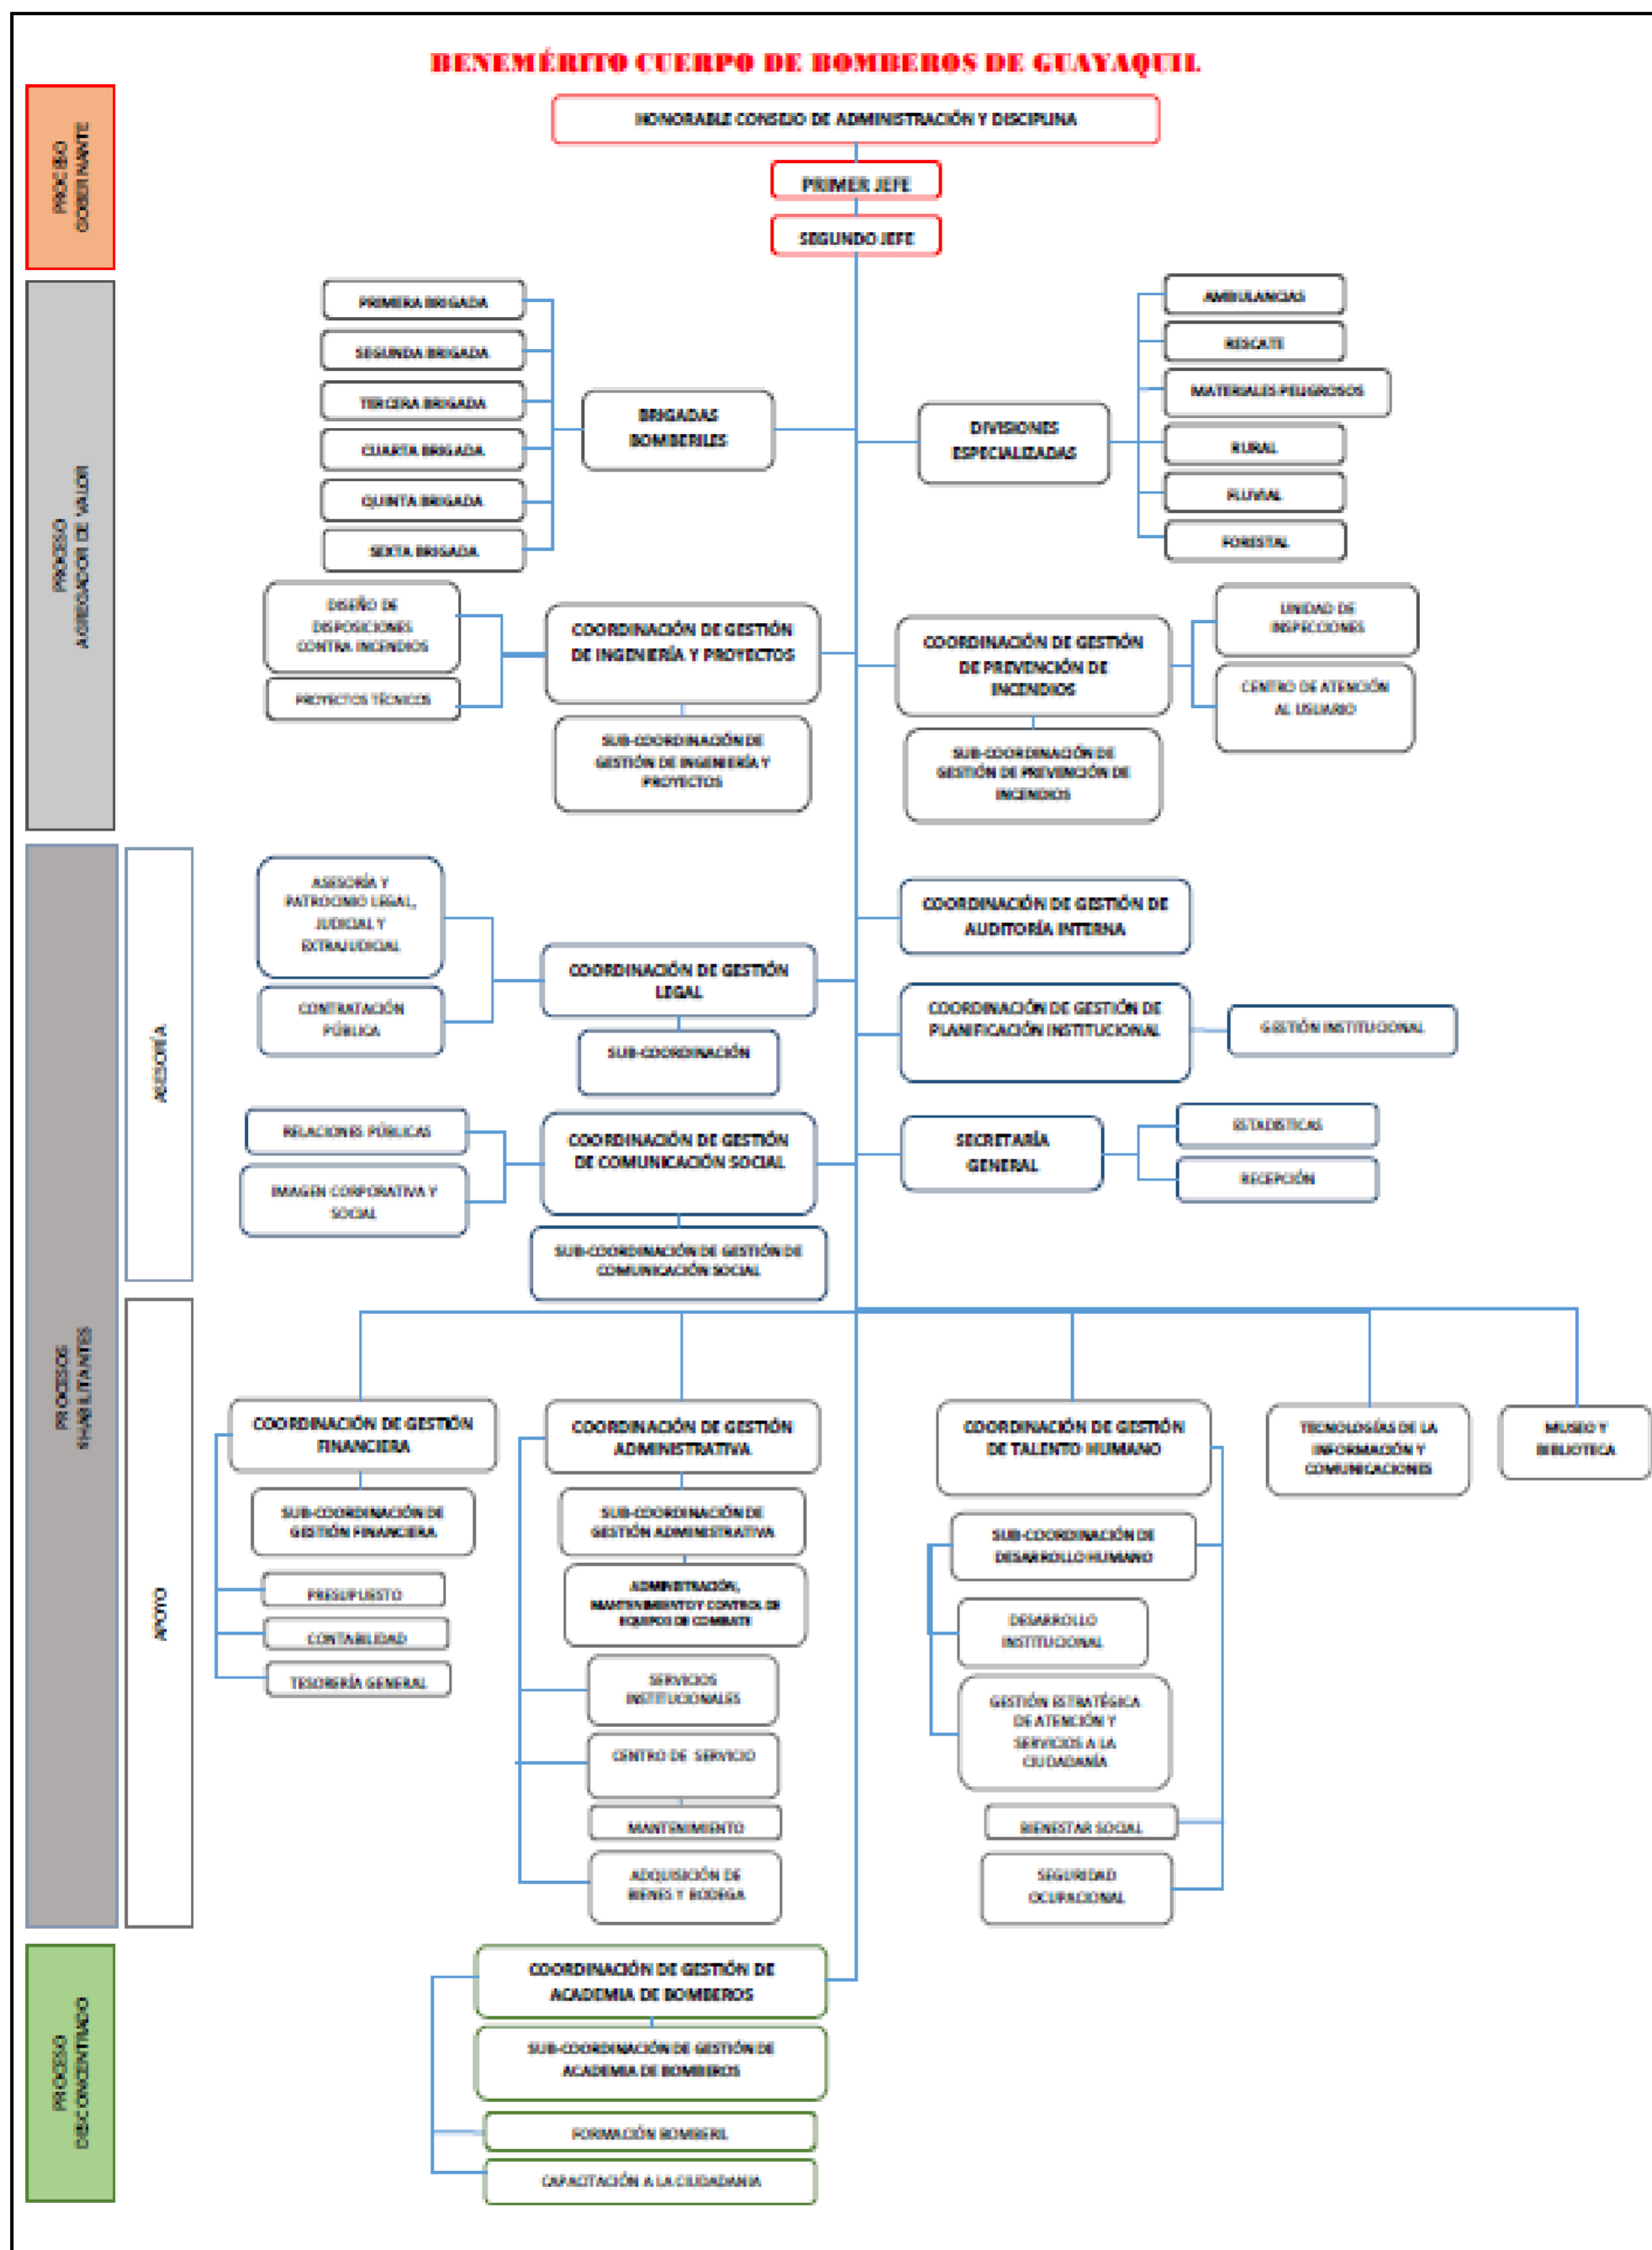 BENEMÉRITO CUERPO DE BOMBEROS DE GUAYAQUIL
PROCESO
GOBERNANTE
HONORABLE CONSEJO DE ADMINISTRACIÓN Y DISCIPLINA
PRIMER JEFE
SEGUNDO JEFE
PROCESO
AGREGADOR DE VALOR
PRIMERA BRIGADA
SEGUNDA BRIGADA
TERCERA BRIGADA
CUARTA BRIGADA
QUINTA BRIGADA
SEXTA BRIGADA
BRIGADAS
BOMBERILES
DIVISIONES
ESPECIALIZADAS
AMBULANCIAS
RESCATE
MATERIALES PELIGROSOS
RURAL
FLUVIAL
FORESTAL
DISEÑO DE
DISPOSICIONES
CONTRA INCENDIOS
PROYECTOS TÉCNICOS
COORDINACIÓN DE GESTIÓN
DE INGENIERÍA Y PROYECTOS
SUB-COORDINACIÓN DE
GESTIÓN DE INGENIERÍA Y
PROYECTOS
COORDINACIÓN DE GESTIÓN
DE PREVENCIÓN DE
INCENDIOS
SUB-COORDINACIÓN DE
GESTIÓN DE PREVENCIÓN DE
INCENDIOS
UNIDAD DE
INSPECCIONES
CENTRO DE ATENCIÓN
AL USUARIO
PROCESOS
HABILITANTES
ASESORÍA
ASESORÍA Y
PATROCINIO LEGAL,
JUDICIAL Y
EXTRAJUDICIAL
CONTRATACIÓN
PÚBLICA
COORDINACIÓN DE GESTIÓN
LEGAL
SUB-COORDINACIÓN
COORDINACIÓN DE GESTIÓN DE
AUDITORÍA INTERNA
COORDINACIÓN DE GESTIÓN DE
PLANIFICACIÓN INSTITUCIONAL
GESTIÓN INSTITUCIONAL
RELACIONES PÚBLICAS
IMAGEN CORPORATIVA Y
SOCIAL
COORDINACIÓN DE GESTIÓN
DE COMUNICACIÓN SOCIAL
SUB-COORDINACIÓN DE GESTIÓN DE
COMUNICACIÓN SOCIAL
SECRETARÍA
GENERAL
ESTADISTICAS
RECEPCIÓN
APOYO
COORDINACIÓN DE GESTIÓN
FINANCIERA
SUB-COORDINACIÓN DE
GESTIÓN FINANCIERA
PRESUPUESTO
CONTABILIDAD
TESORERÍA GENERAL
COORDINACIÓN DE GESTIÓN
ADMINISTRATIVA
SUB-COORDINACIÓN DE
GESTIÓN ADMINISTRATIVA
ADMINISTRACIÓN,
MANTENIMIENTO Y CONTROL DE
EQUIPOS DE COMBATE
SERVICIOS
INSTITUCIONALES
CENTRO DE SERVICIO
MANTENIMIENTO
ADQUISICIÓN DE
BIENES Y BODEGA
COORDINACIÓN DE GESTIÓN
DE TALENTO HUMANO
SUB-COORDINACIÓN DE
DESARROLLO HUMANO
DESARROLLO
INSTITUCIONAL
GESTIÓN ESTRATÉGICA
DE ATENCIÓN Y
SERVICIOS A LA
CIUDADANÍA
BIENESTAR SOCIAL
SEGURIDAD
OCUPACIONAL
TECNOLOGÍAS DE LA
INFORMACIÓN Y
COMUNICACIONES
MUSEO Y
BIBLIOTECA
PROCESO
DESCONCENTRADO
COORDINACIÓN DE GESTIÓN DE
ACADEMIA DE BOMBEROS
SUB-COORDINACIÓN DE GESTIÓN DE
ACADEMIA DE BOMBEROS
FORMACIÓN BOMBERIL
CAPACITACIÓN A LA CIUDADANIA